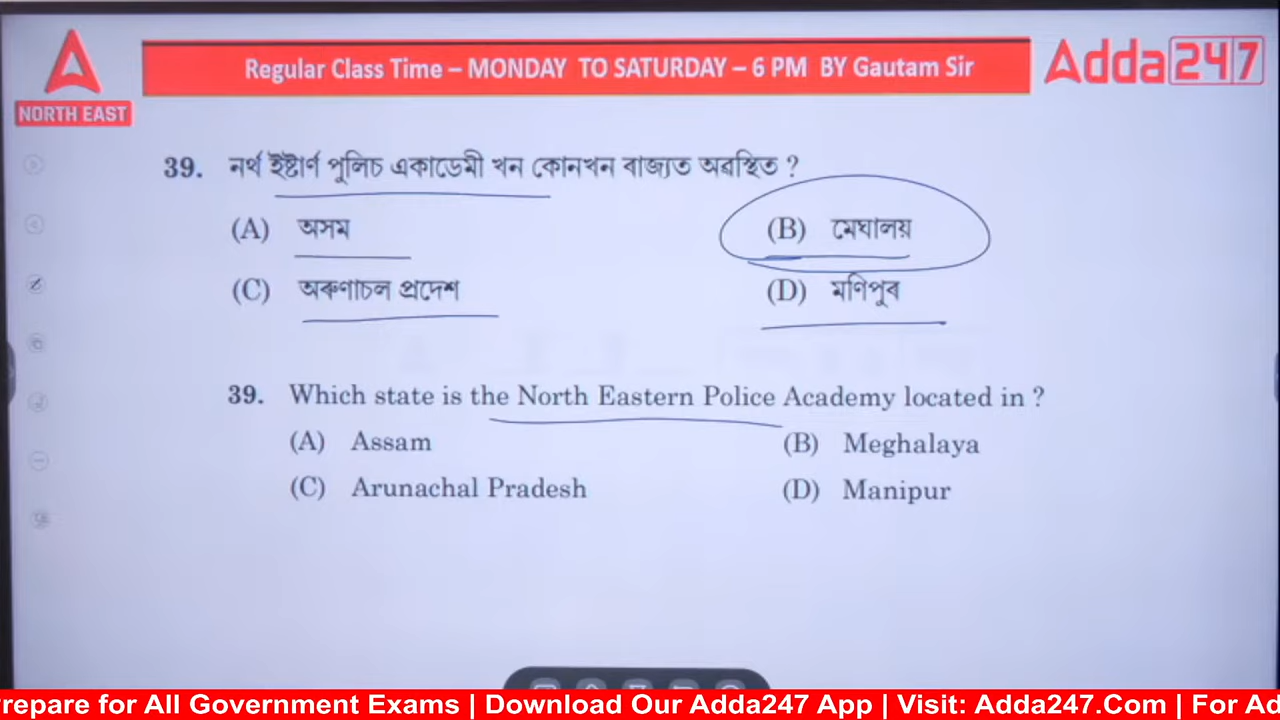 Regular Class Time – MONDAY TO SATURDAY – 6 PM BY Gautam Sir
Adda247
NORTH EAST
39. নৰ্থ ইষ্টাৰ্ণ পুলিচ একাডেমী খন কোনখন ৰাজ্যত অৱস্থিত ?
(A) অসম
(B) মেঘালয়
(C) অৰুণাচল প্ৰদেশ
(D) মণিপুৰ
39. Which state is the North Eastern Police Academy located in ?
(A) Assam
(B) Meghalaya
(C) Arunachal Pradesh
(D) Manipur
repare for All Government Exams | Download Our Adda247 App | Visit: Adda247.Com | For Ad